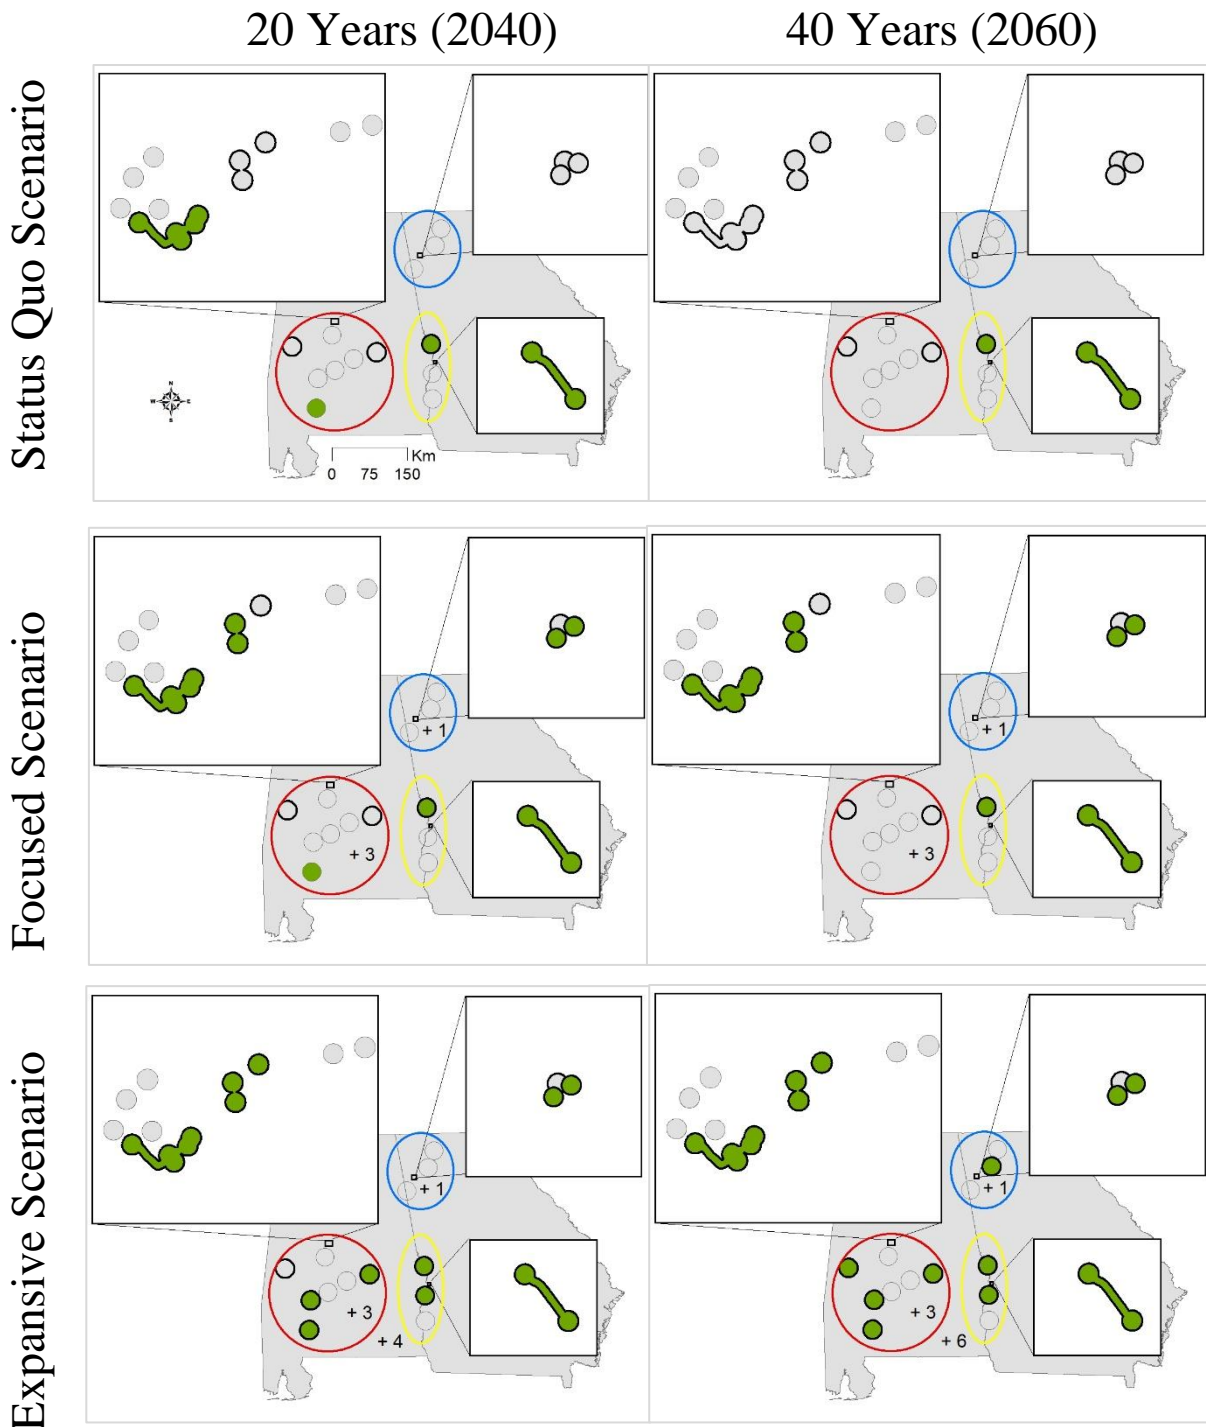 20 Years (2040)
40 Years (2060)
Status Quo Scenario
N
W E
S
Km
0 75 150
Focused Scenario
+ 1
+ 3
+ 1
+ 3
Expansive Scenario
+ 1
+ 3
+ 4
+ 1
+ 3
+ 6